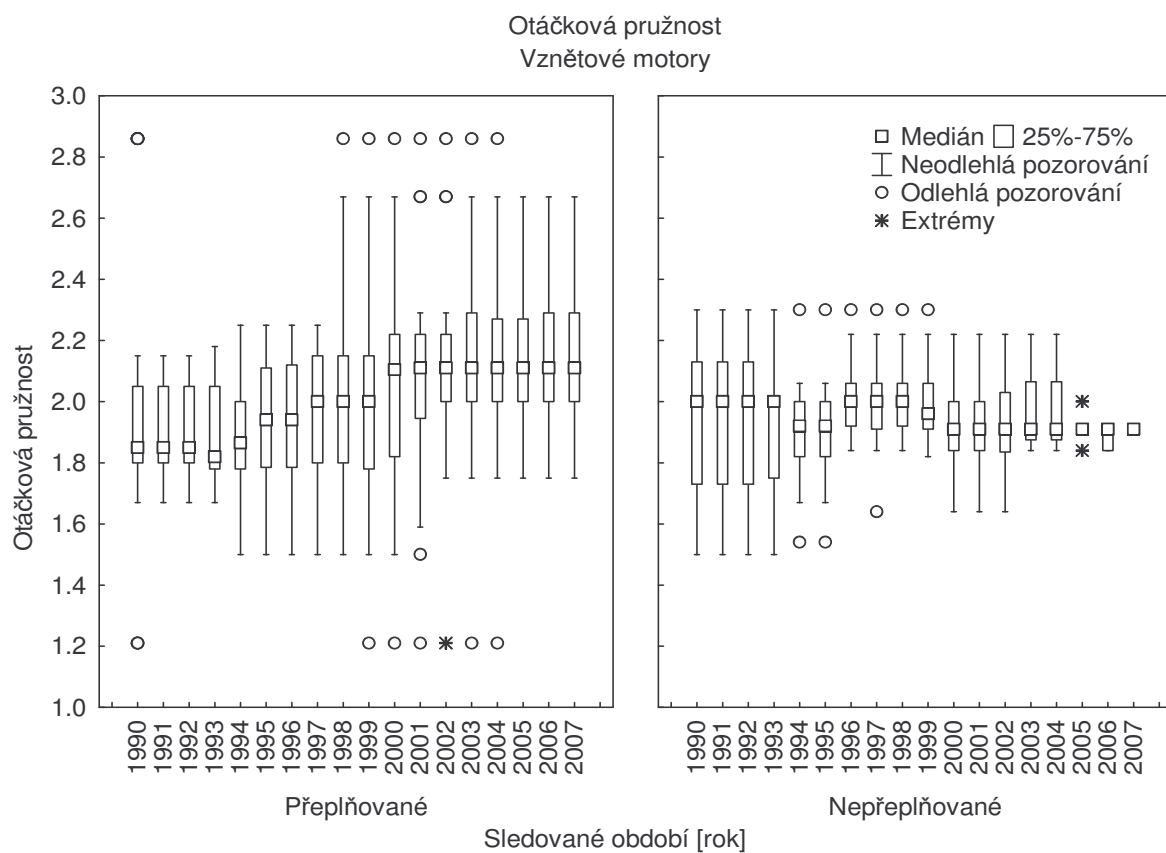 Otáčková pružnost
Vznětové motory
Otáčková pružnost
3.0
2.8
2.6
2.4
2.2
2.0
1.8
1.6
1.4
1.2
1.0
Medián 25%-75%
Neodlehlá pozorování
Odlehlá pozorování
Extrémy
1990 1991 1992 1993 1994 1995 1996 1997 1998 1999 2000 2001 2002 2003 2004 2005 2006 2007
1990 1991 1992 1993 1994 1995 1996 1997 1998 1999 2000 2001 2002 2003 2004 2005 2006 2007
Přeplňované
Nepřeplňované
Sledované období [rok]